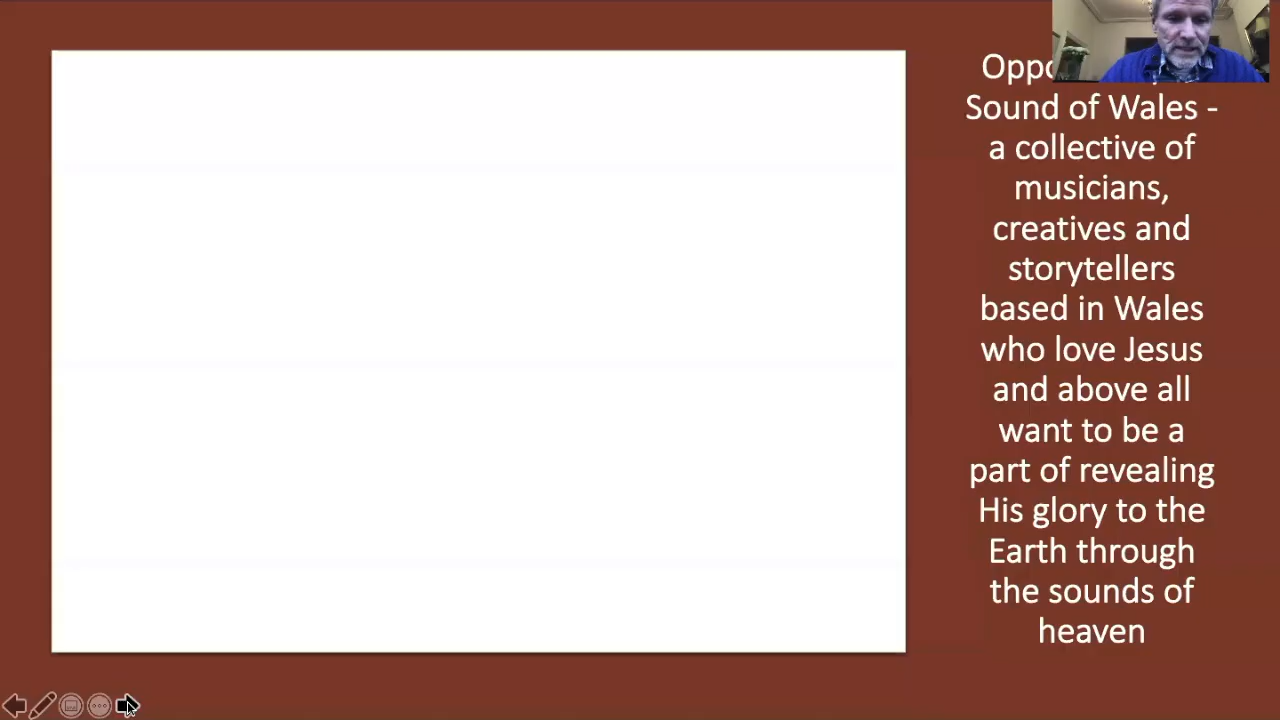 Sound of Wales -
a collective of
musicians,
creatives and
storytellers
based in Wales
who love Jesus
and above all
want to be a
part of revealing
His glory to the
Earth through
the sounds of
heaven